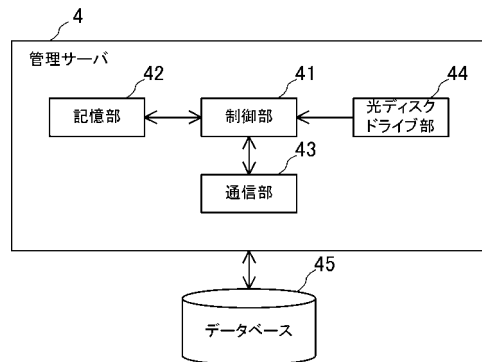 4
管理サーバ
42
41
44
記憶部
制御部
光ディスク
ドライブ部
43
通信部
45
データベース